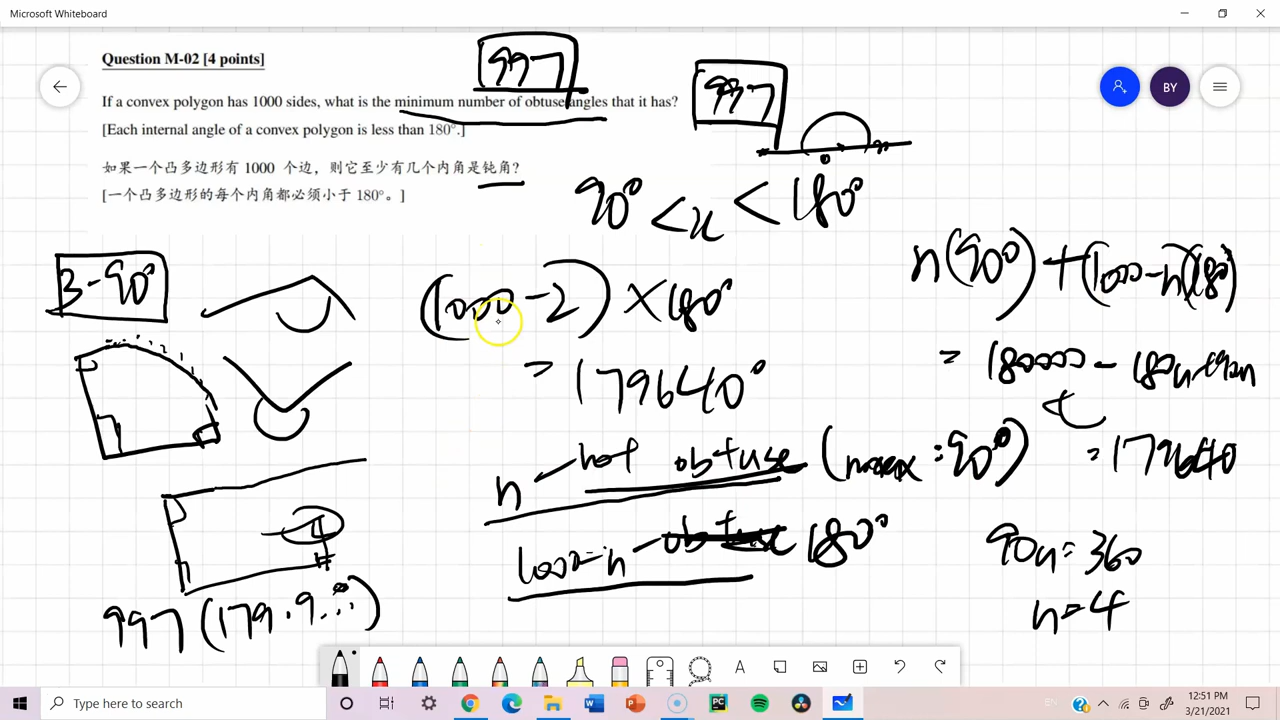 Microsoft Whiteboard
Question M-02 [4 points]
997
997
If a convex polygon has 1000 sides, what is the minimum number of obtuse angles that it has?
[Each internal angle of a convex polygon is less than 180°.]
如果一个凸多边形有 1000 个边，则它至少有几个内角是钝角?
[一个凸多边形的每个内角都必须小于 180°。]
BY
90° < x < 180°
3-90°
(1000-2) × 180°
= 179640°
n(90°) + (1000-n)(180)
= 180000 - 180n+90n
= 179640
90n = 360
n=4
n not obtuse (max: 90°)
1000-n obtuse 180°
997 (179.9...)
Type here to search
12:51 PM
3/21/2021